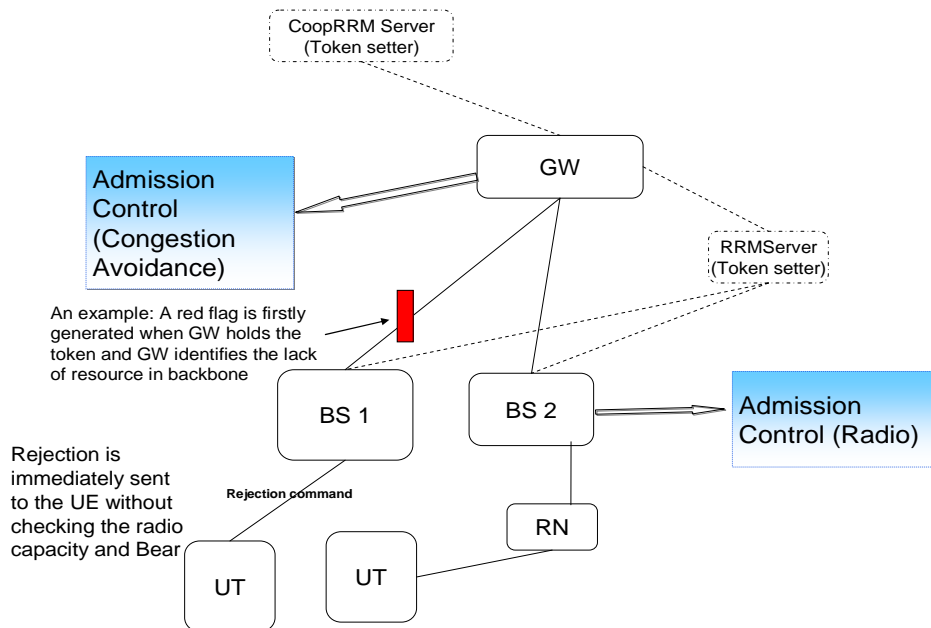 CoopRRM Server
(Token setter)
GW
Admission
Control
(Congestion
Avoidance)
RRMServer
(Token setter)
An example: A red flag is firstly
generated when GW holds the
token and GW identifies the lack
of resource in backbone
BS 1
BS 2
Admission
Control (Radio)
Rejection is
immediately sent
to the UE without
checking the radio
capacity and Bear
Rejection command
RN
UT
UT